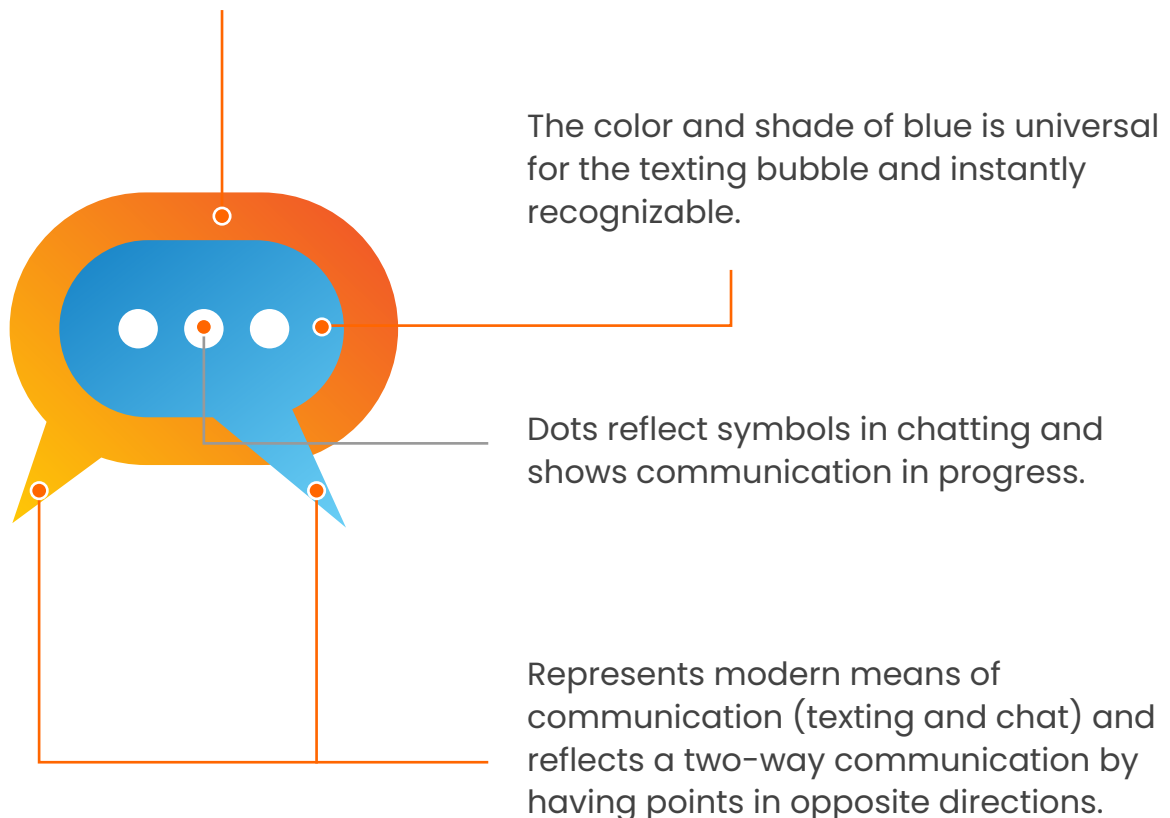 The color and shade of blue is universal
for the texting bubble and instantly
recognizable.
Dots reflect symbols in chatting and
shows communication in progress.
Represents modern means of
communication (texting and chat) and
reflects a two-way communication by
having points in opposite directions.